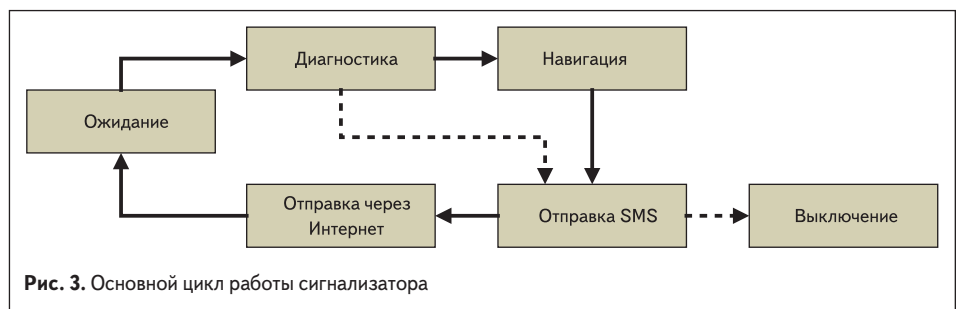 Диагностика
Навигация
Ожидание
Отправка через
Интернет
Отправка SMS
Выключение
Рис. 3. Основной цикл работы сигнализатора